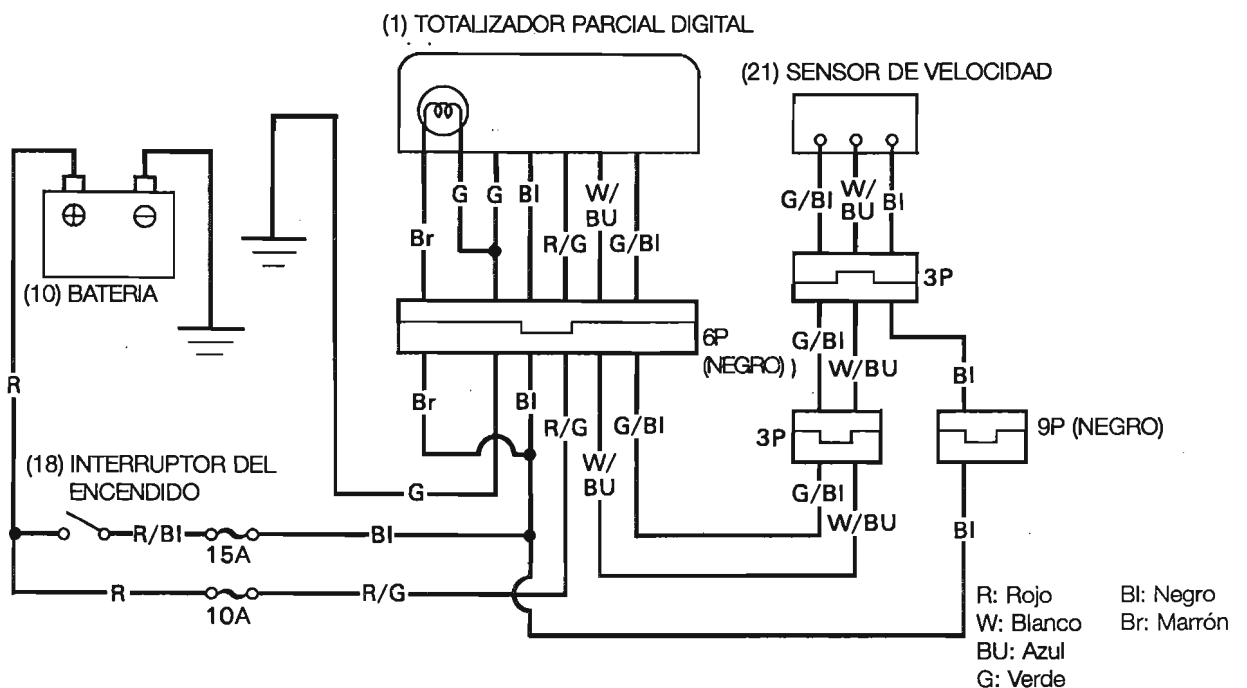 (1) TOTALIZADOR PARCIAL DIGITAL
(21) SENSOR DE VELOCIDAD
G G Bl W/
BU
Br R/G G/Bl
G/Bl W/
BU Bl
(10) BATERIA
3P
6P
(NEGRO) )
R
G/Bl
W/BU
Bl
Br Bl R/G G/Bl
W/
BU
3P
9P (NEGRO)
(18) INTERRUPTOR DEL
ENCENDIDO
G
G/Bl
W/BU
Bl
R/Bl
15A
Bl
R
10A
R/G
R: Rojo Bl: Negro
W: Blanco Br: Marrón
BU: Azul
G: Verde